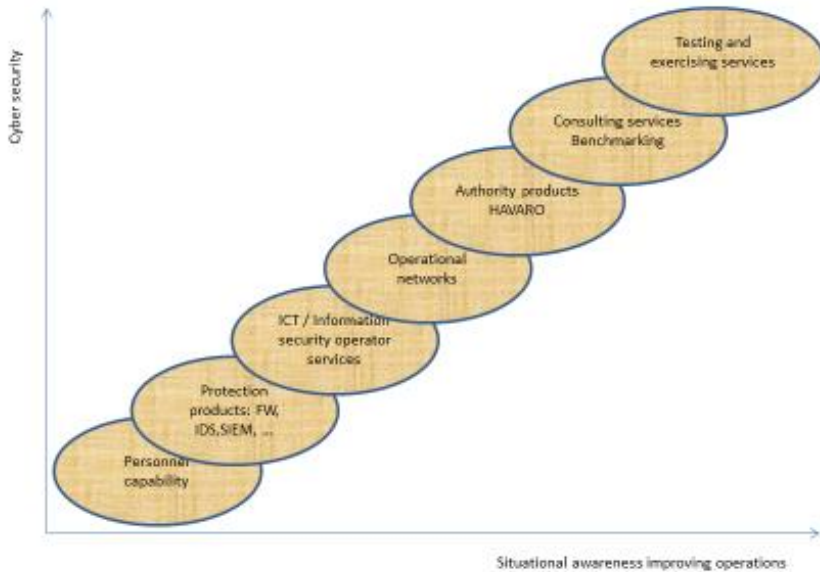 Cyber security
Testing and
exercising services
Consulting services
Benchmarking
Authority products
HAVARO
Operational
networks
ICT / Information
security operator
services
Protection
products: FW,
IDS,SIEM, ...
Personnel
capability
Situational awareness improving operations